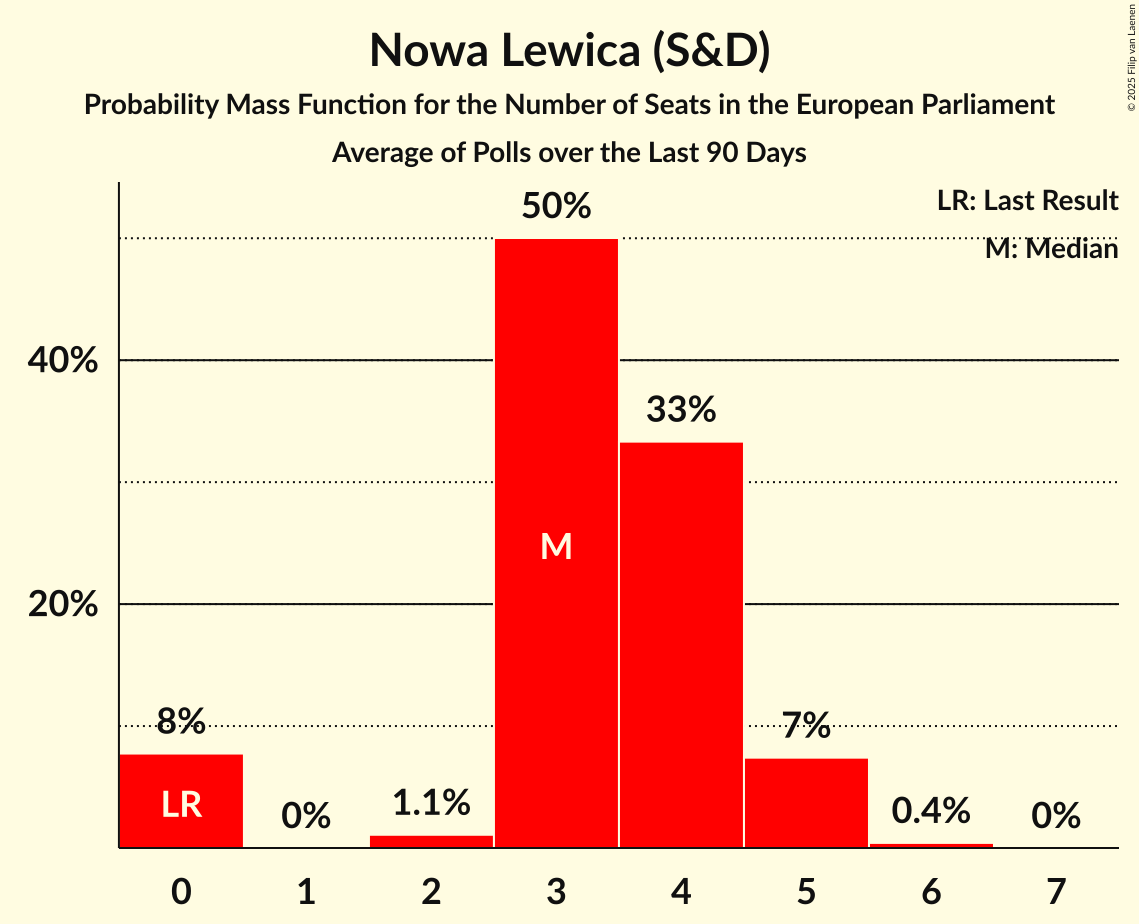 Nowa Lewica (S&D)
Probability Mass Function for the Number of Seats in the European Parliament
Average of Polls over the Last 90 Days
© 2025 Filip van Laenen
LR: Last Result
M: Median
50%
40%
33%
M
20%
8%
7%
LR
0%
1.1%
0.4%
0%
0 1 2 3 4 5 6 7